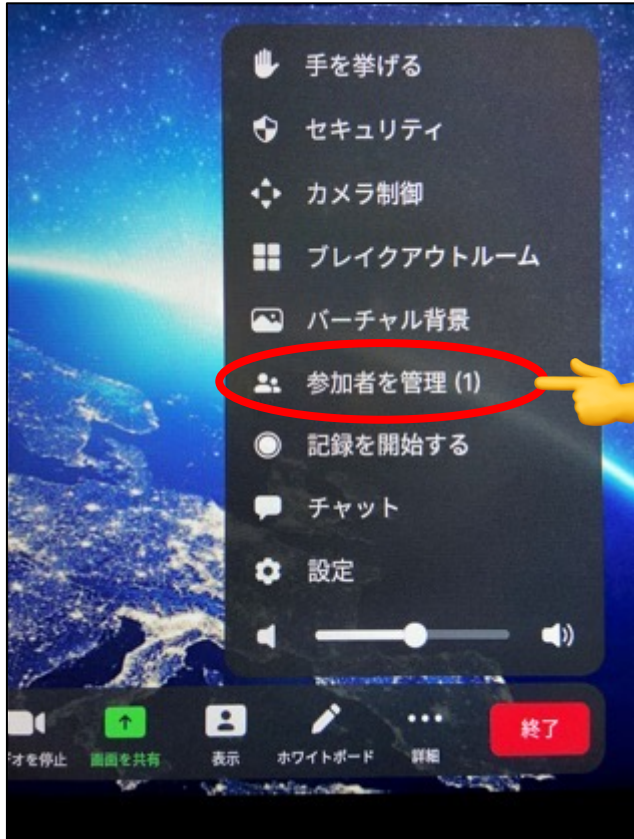 手を挙げる
セキュリティ
カメラ制御
ブレイクアウトルーム
バーチャル背景
参加者を管理 (1)
記録を開始する
チャット
設定
オを停止
画面を共有
表示
ホワイトボード
詳細
終了